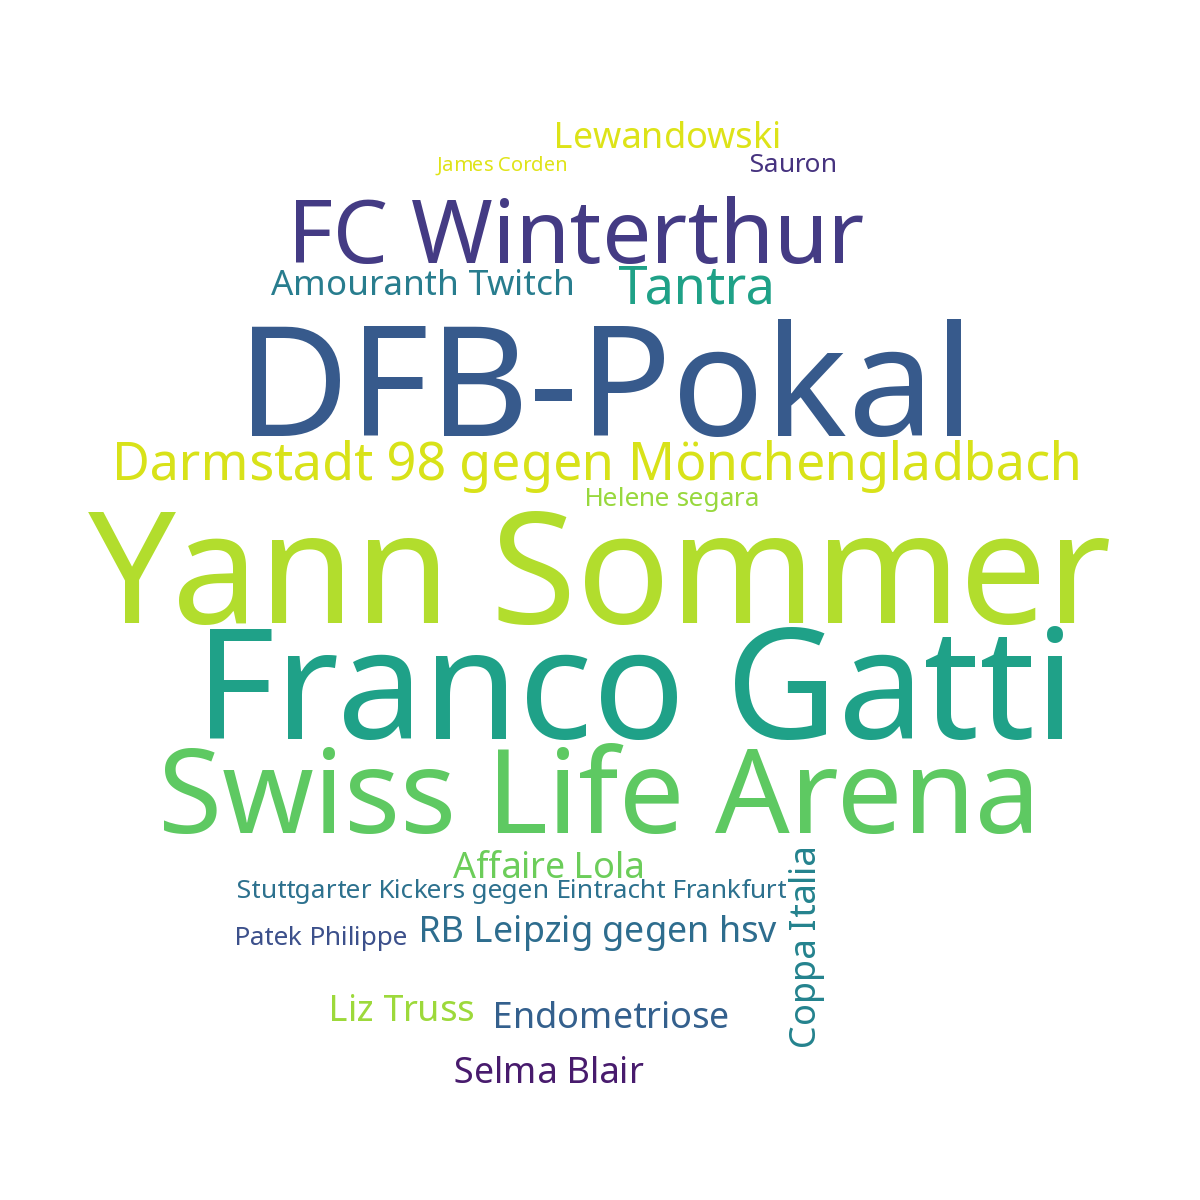 Lewandowski
James Corden
Sauron
FC Winterthur
Amouranth Twitch
Tantra
DFB-Pokal
Darmstadt 98 gegen Mönchengladbach
Helene segara
Yann Sommer
Franco Gatti
Swiss Life Arena
Affaire Lola
Stuttgarter Kickers gegen Eintracht Frankfurt
Patek Philippe
RB Leipzig gegen hsv
Coppa Italia
Liz Truss
Endometriose
Selma Blair